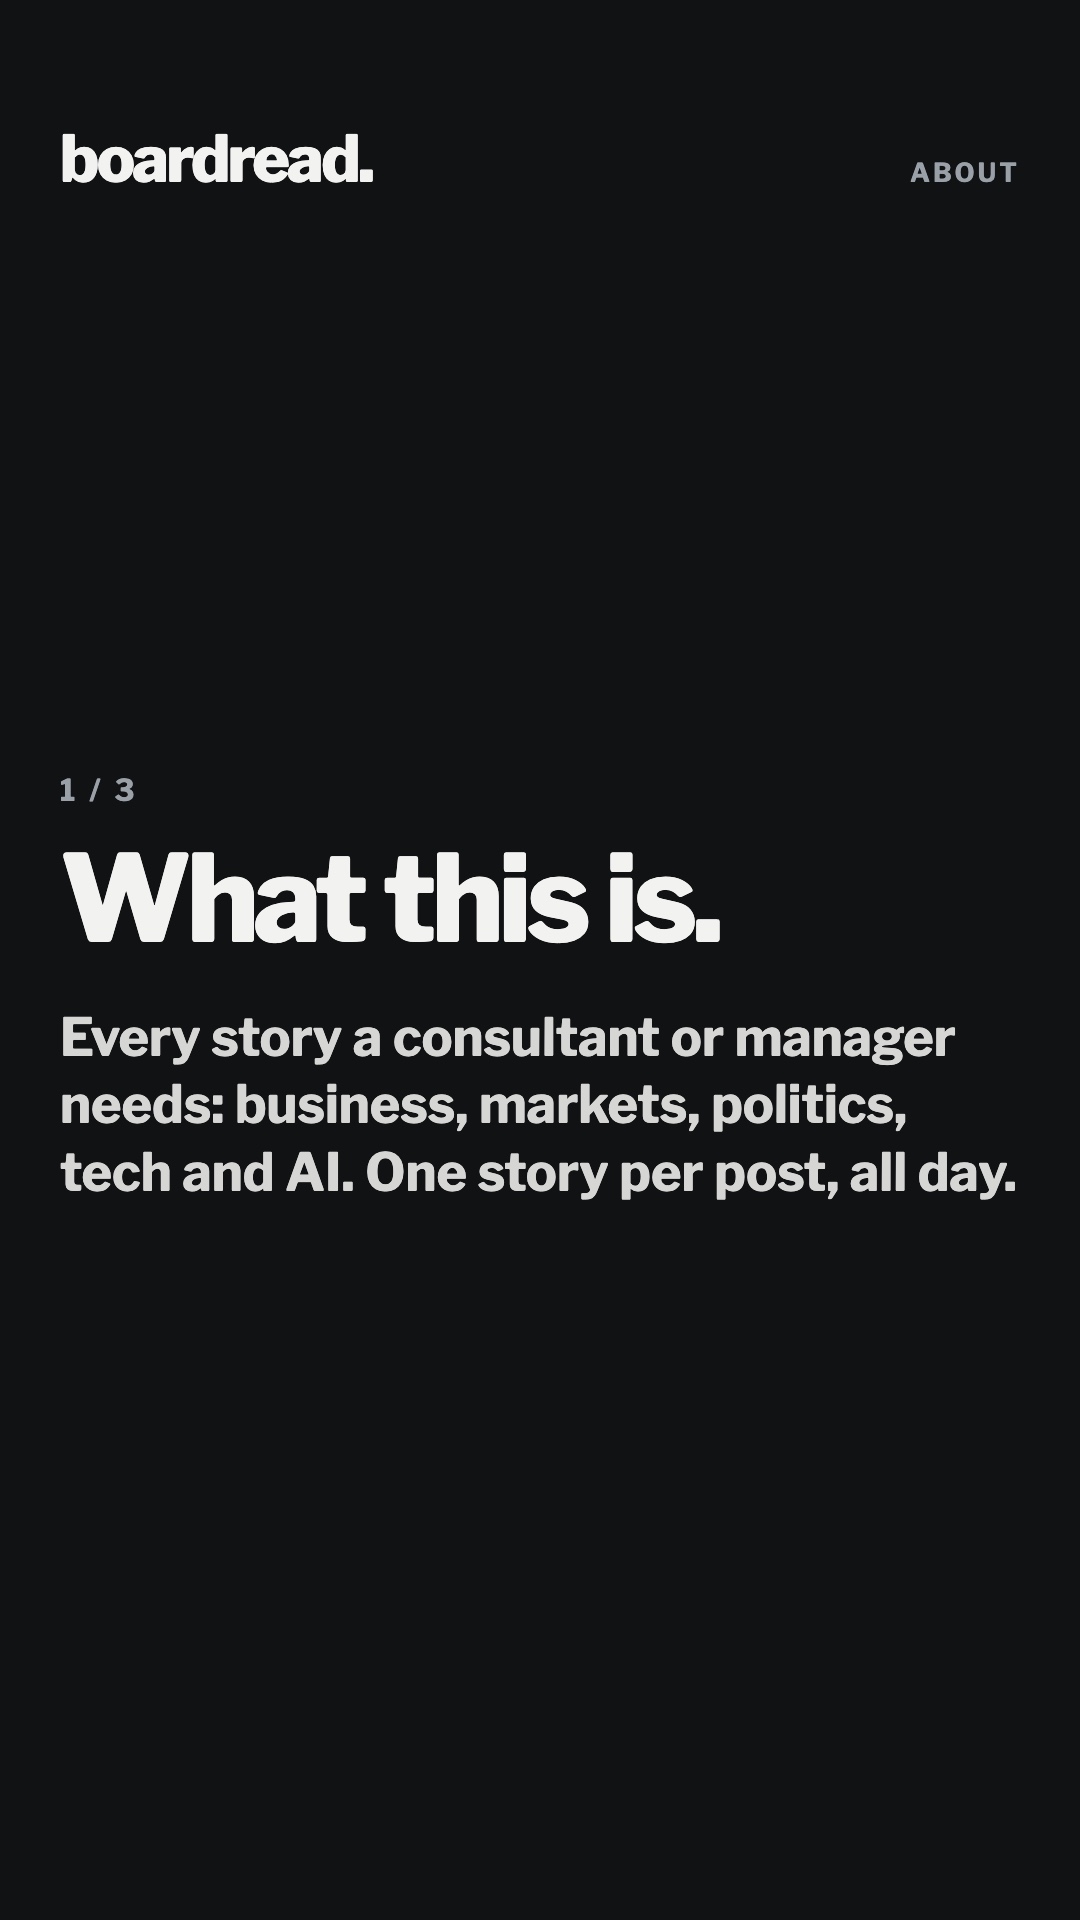 boardread.
ABOUT
1 / 3
What this is.
Every story a consultant or manager
needs: business, markets, politics,
tech and AI. One story per post, all day.